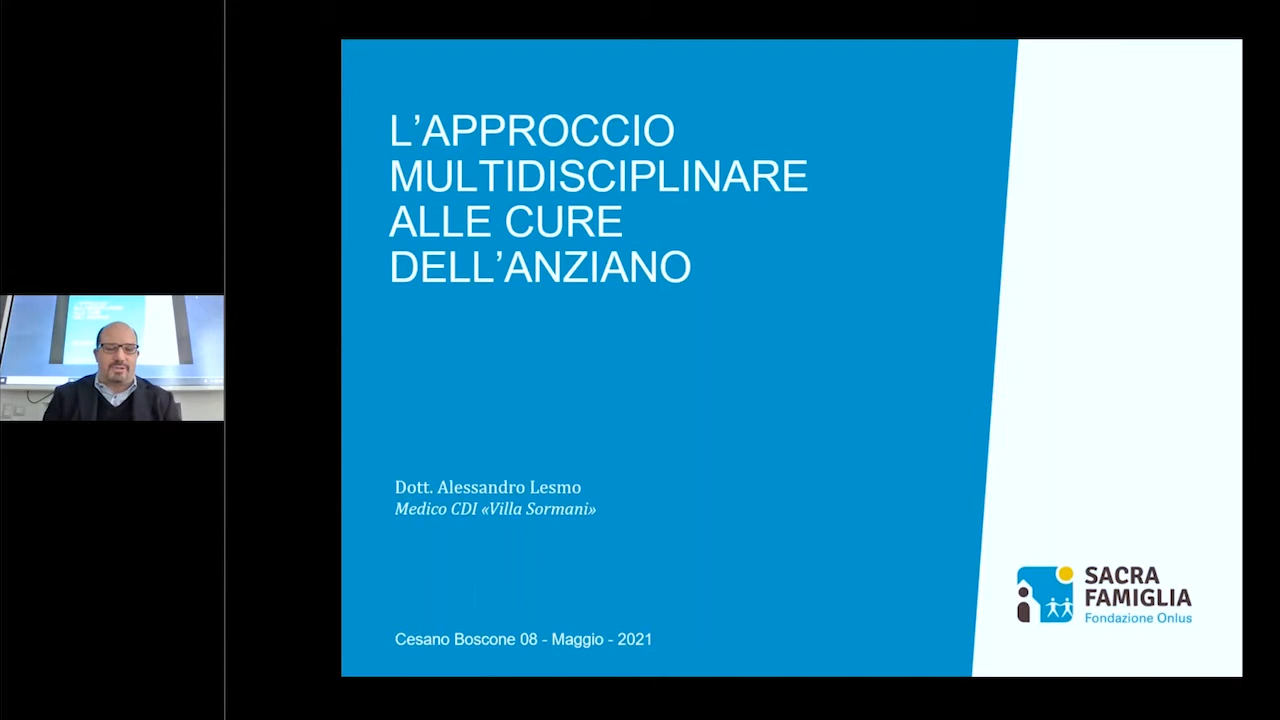 L’APPROCCIO
MULTIDISCIPLINARE
ALLE CURE
DELL’ANZIANO
Dott. Alessandro Lesmo
Medico CDI «Villa Sormani»
Cesano Boscone 08 - Maggio - 2021
SACRA
FAMIGLIA
Fondazione Onlus